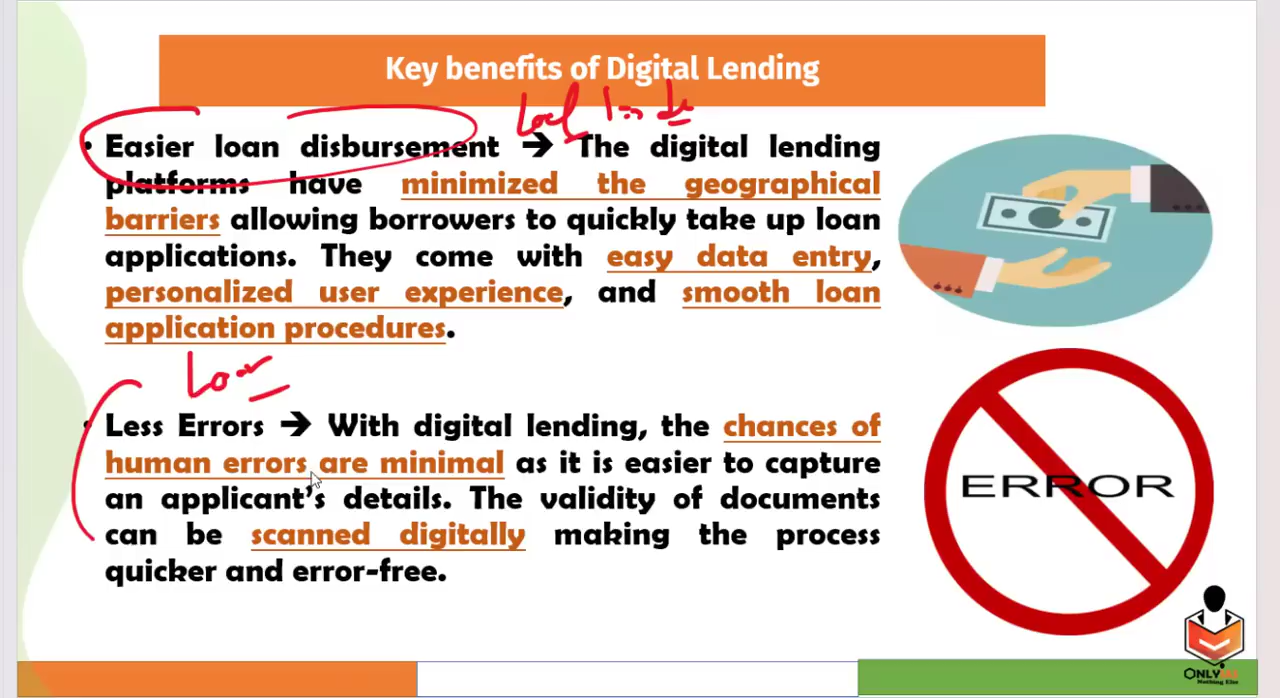 Key benefits of Digital Lending
• Easier loan disbursement ➔ The digital lending
platforms have minimized the geographical
barriers allowing borrowers to quickly take up loan
applications. They come with easy data entry,
personalized user experience, and smooth loan
application procedures.
• Less Errors ➔ With digital lending, the chances of
human errors are minimal as it is easier to capture
an applicant's details. The validity of documents
can be scanned digitally making the process
quicker and error-free.
ERROR
Nothing Else